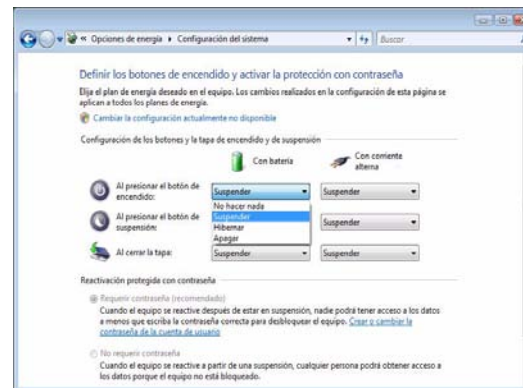 « Opciones de energía ▸ Configuración del sistema
Buscar
Definir los botones de encendido y activar la protección con contraseña
Elija el plan de energía deseado en el equipo. Los cambios realizados en la configuración de esta página se
aplican a todos los planes de energía.
Cambiar la configuración actualmente no disponible
Configuración de los botones y la tapa de encendido y de suspensión
Con batería
Con corriente
alterna
Al presionar el botón de
encendido:
Suspender
Suspender
No hacer nada
Suspender
Hibernar
Apagar
Al presionar el botón de
suspensión:
Suspender
Al cerrar la tapa:
Suspender
Suspender
Reactivación protegida con contraseña
Requerir contraseña (recomendado)
Cuando el equipo se reactive después de estar en suspensión, nadie podrá tener acceso a los datos
a menos que escriba la contraseña correcta para desbloquear el equipo. Crear o cambiar la
contraseña de la cuenta de usuario
No requerir contraseña
Cuando el equipo se reactive a partir de una suspensión, cualquier persona podrá obtener acceso a
los datos porque el equipo no está bloqueado.